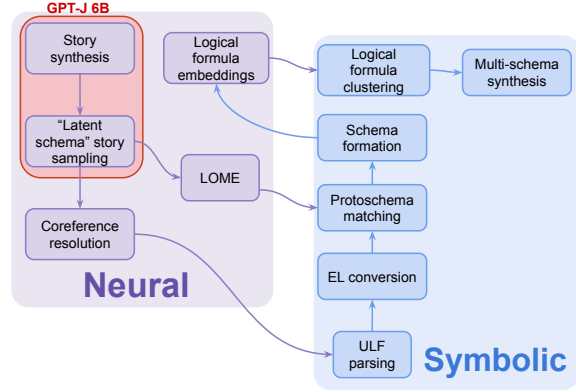 GPT-J 6B
Story
synthesis
"Latent
schema" story
sampling
Coreference
resolution
LOME
Logical
formula
embeddings
Neural
Logical
formula
clustering
Multi-schema
synthesis
Schema
formation
Protoschema
matching
EL conversion
ULF
parsing
Symbolic